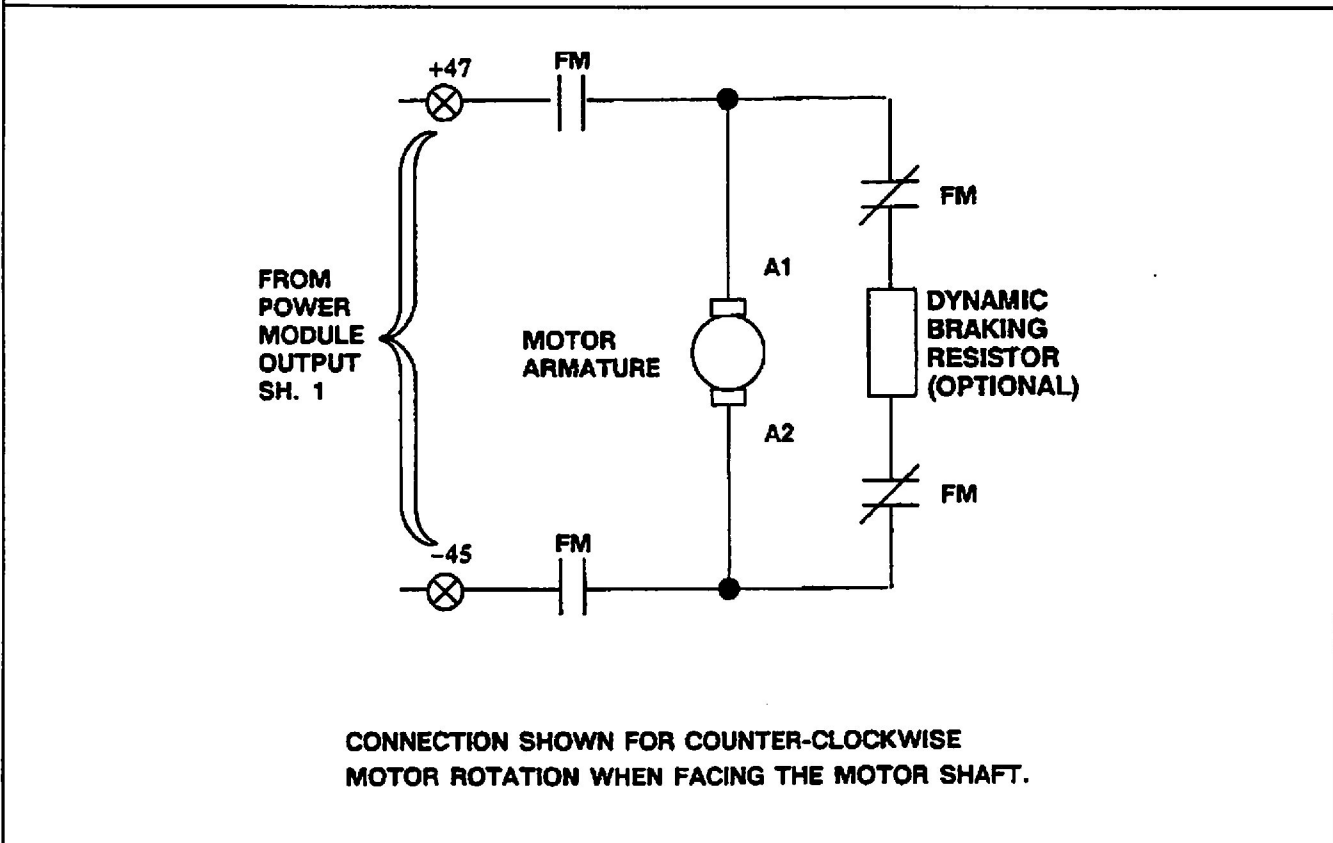 +47
FM
FM
A1
FROM
POWER
MODULE
OUTPUT
SH. 1
MOTOR
ARMATURE
DYNAMIC
BRAKING
RESISTOR
(OPTIONAL)
A2
FM
-45
FM
CONNECTION SHOWN FOR COUNTER-CLOCKWISE
MOTOR ROTATION WHEN FACING THE MOTOR SHAFT.